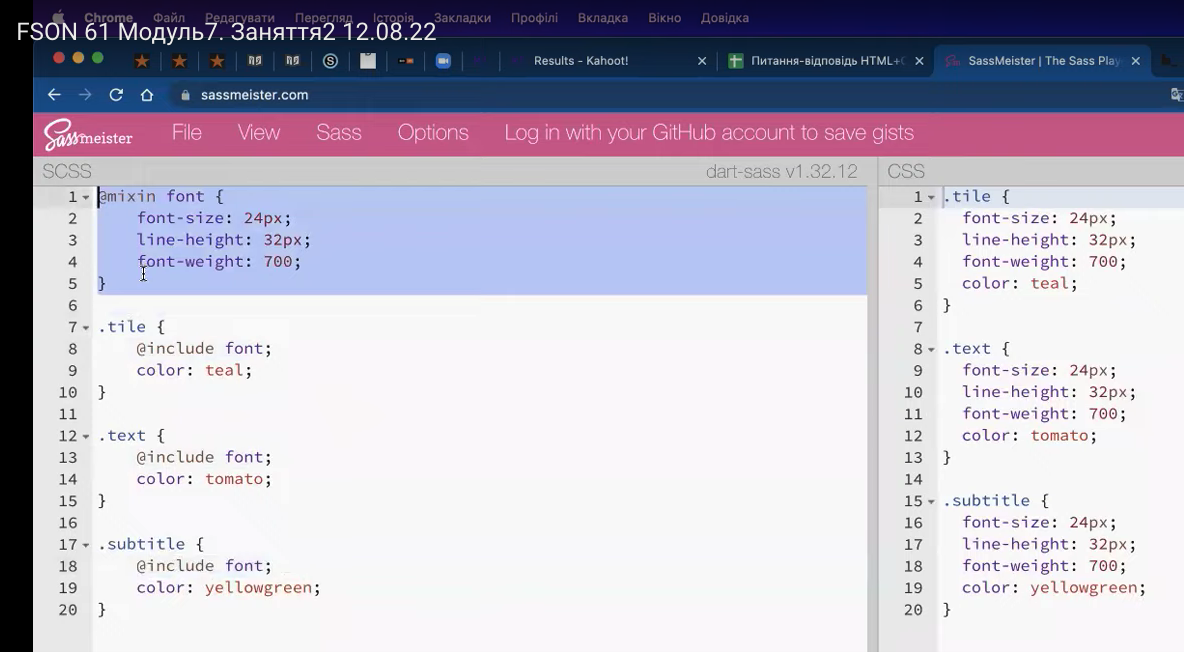 Chrome Файл Редагувати Перегляд Історія Закладки Профілі Вкладка Вікно Довідка
FSON 61 Модуль7. Заняття2 12.08.22
Results - Kahoot! Питання-відповідь HTML+ SassMeister | The Sass Play
sassmeister.com
Sassmeister File View Sass Options Log in with your GitHub account to save gists
SCSS dart-sass v1.32.12
1 @mixin font {
2 font-size: 24px;
3 line-height: 32px;
4 font-weight: 700;
5 }
6
7 .tile {
8 @include font;
9 color: teal;
10 }
11
12 .text {
13 @include font;
14 color: tomato;
15 }
16
17 .subtitle {
18 @include font;
19 color: yellowgreen;
20 }
CSS
1 .tile {
2 font-size: 24px;
3 line-height: 32px;
4 font-weight: 700;
5 color: teal;
6 }
7
8 .text {
9 font-size: 24px;
10 line-height: 32px;
11 font-weight: 700;
12 color: tomato;
13 }
14
15 .subtitle {
16 font-size: 24px;
17 line-height: 32px;
18 font-weight: 700;
19 color: yellowgreen;
20 }